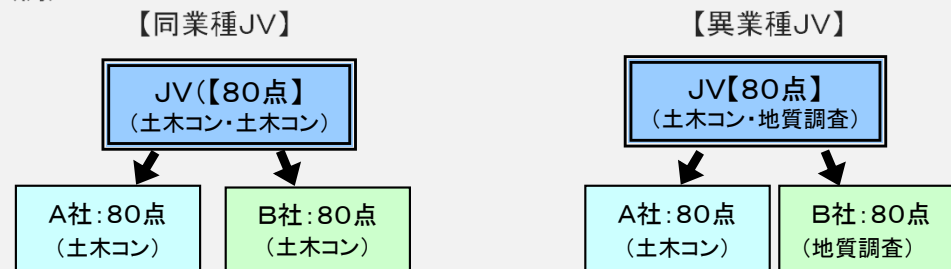 【同業種JV】
【異業種JV】
JV(【80点】
(土木コン・土木コン)
JV【80点】
(土木コン・地質調査)
A社:80点
(土木コン)
B社:80点
(土木コン)
A社:80点
(土木コン)
B社:80点
(地質調査)